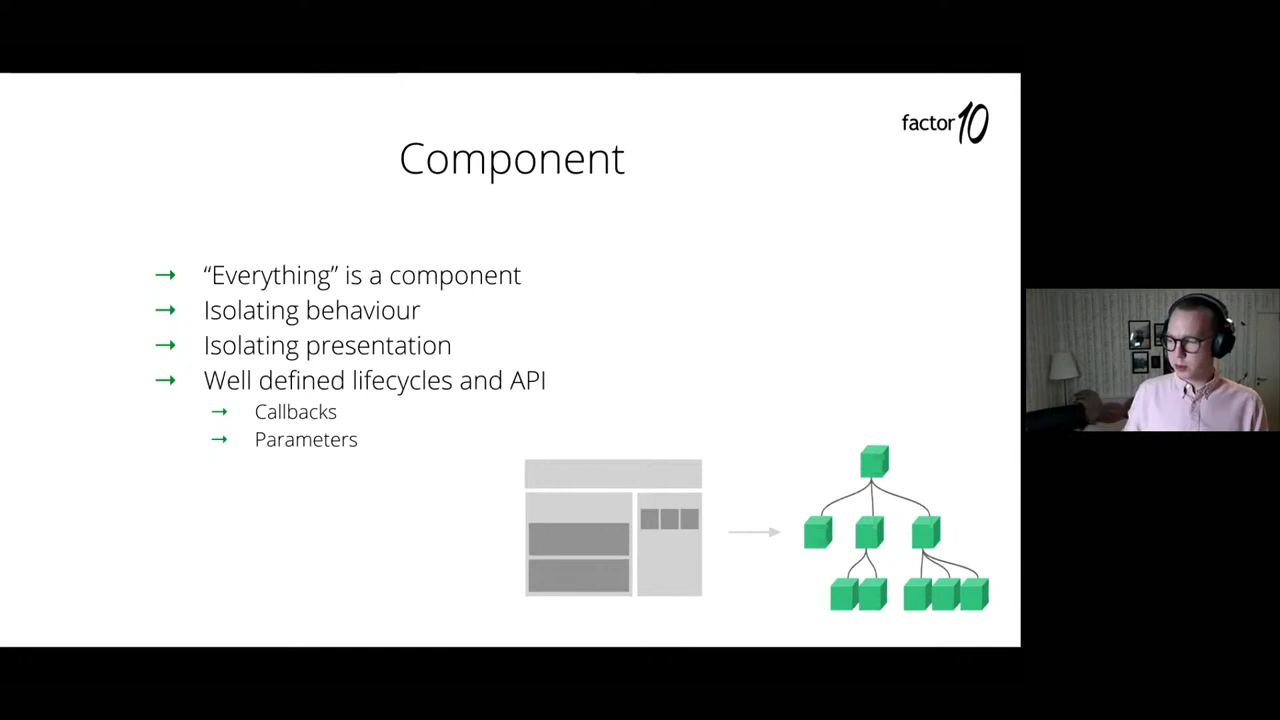 factor10
Component
→ “Everything” is a component
→ Isolating behaviour
→ Isolating presentation
→ Well defined lifecycles and API
→ Callbacks
→ Parameters